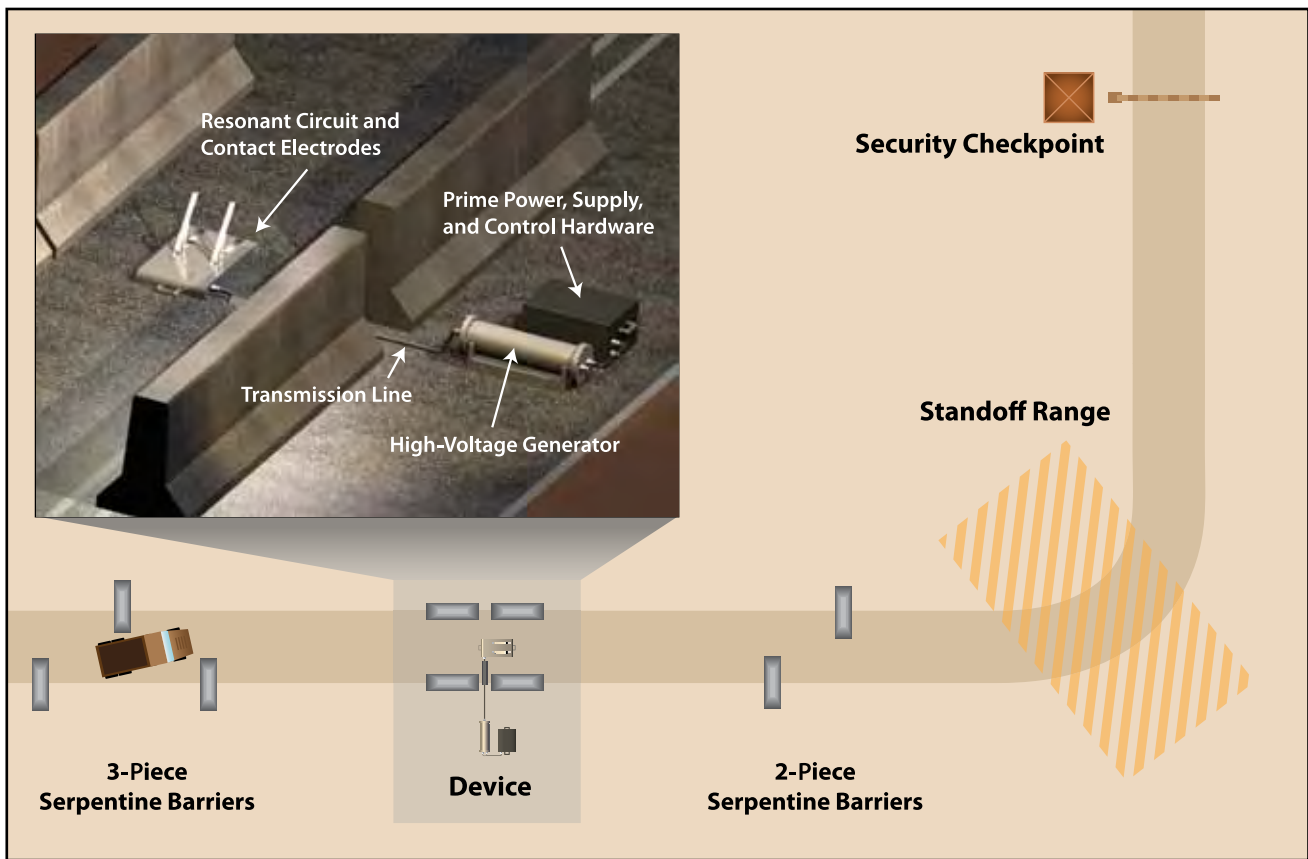 Resonant Circuit and
Contact Electrodes
Prime Power, Supply,
and Control Hardware
Transmission Line
High-Voltage Generator
Security Checkpoint
Standoff Range
3-Piece
Serpentine Barriers
Device
2-Piece
Serpentine Barriers